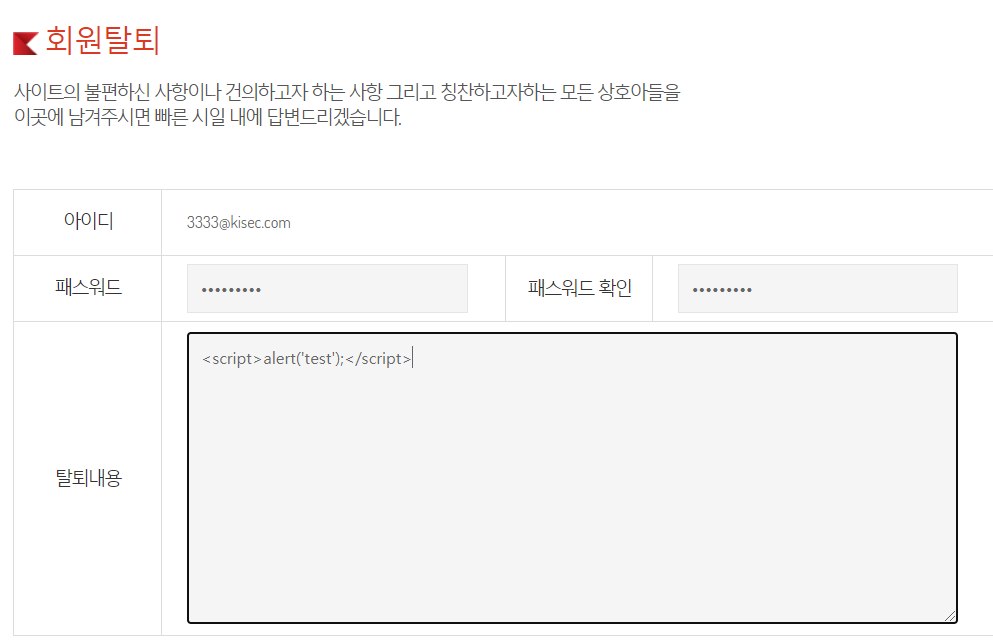 회원탈퇴
사이트의 불편하신 사항이나 건의하고자 하는 사항 그리고 칭찬하고자하는 모든 상호아들을
이곳에 남겨주시면 빠른 시일 내에 답변드리겠습니다.
아이디
3333@kisec.com
패스워드
•••••••••
패스워드 확인
•••••••••
탈퇴내용
<script>alert('test');</script>